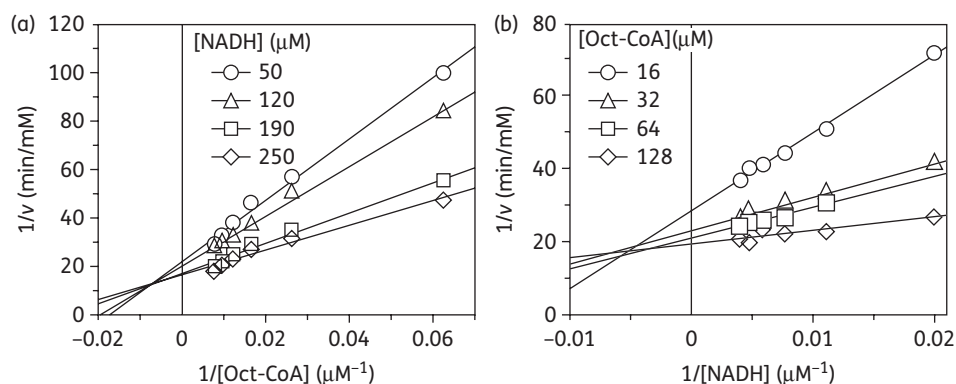 (a)
[NADH] (μM)
50
120
190
250
120
100
80
60
40
20
0
1/v (min/mM)
−0.02 0 0.02 0.04 0.06
1/[Oct-CoA] (μM−1)
(b)
[Oct-CoA](μM)
16
32
64
128
80
60
40
20
0
1/v (min/mM)
−0.01 0 0.01 0.02
1/[NADH] (μM−1)